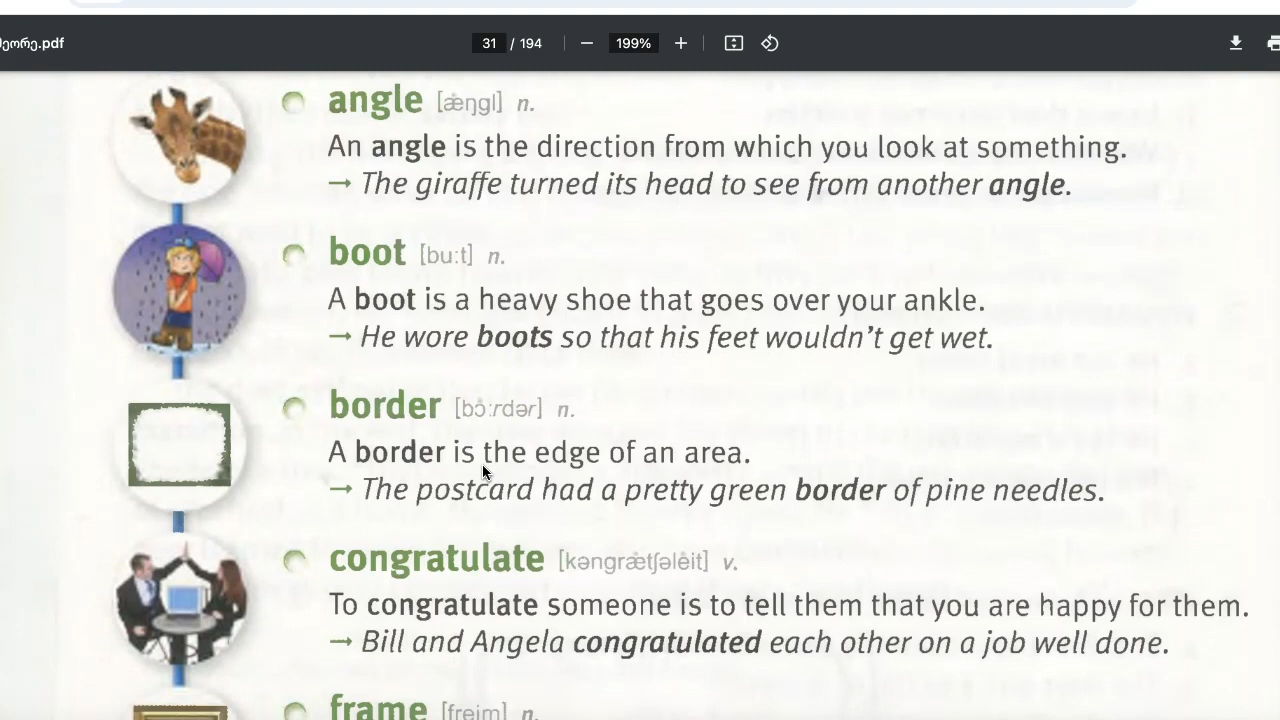 მეორე.pdf
31 / 194
199%
angle [æŋgl] n.
An angle is the direction from which you look at something.
→ The giraffe turned its head to see from another angle.
boot [buːt] n.
A boot is a heavy shoe that goes over your ankle.
→ He wore boots so that his feet wouldn’t get wet.
border [bɔ́ːrdər] n.
A border is the edge of an area.
→ The postcard had a pretty green border of pine needles.
congratulate [kəngrǽtʃəlèit] v.
To congratulate someone is to tell them that you are happy for them.
→ Bill and Angela congratulated each other on a job well done.
frame [freim] n.